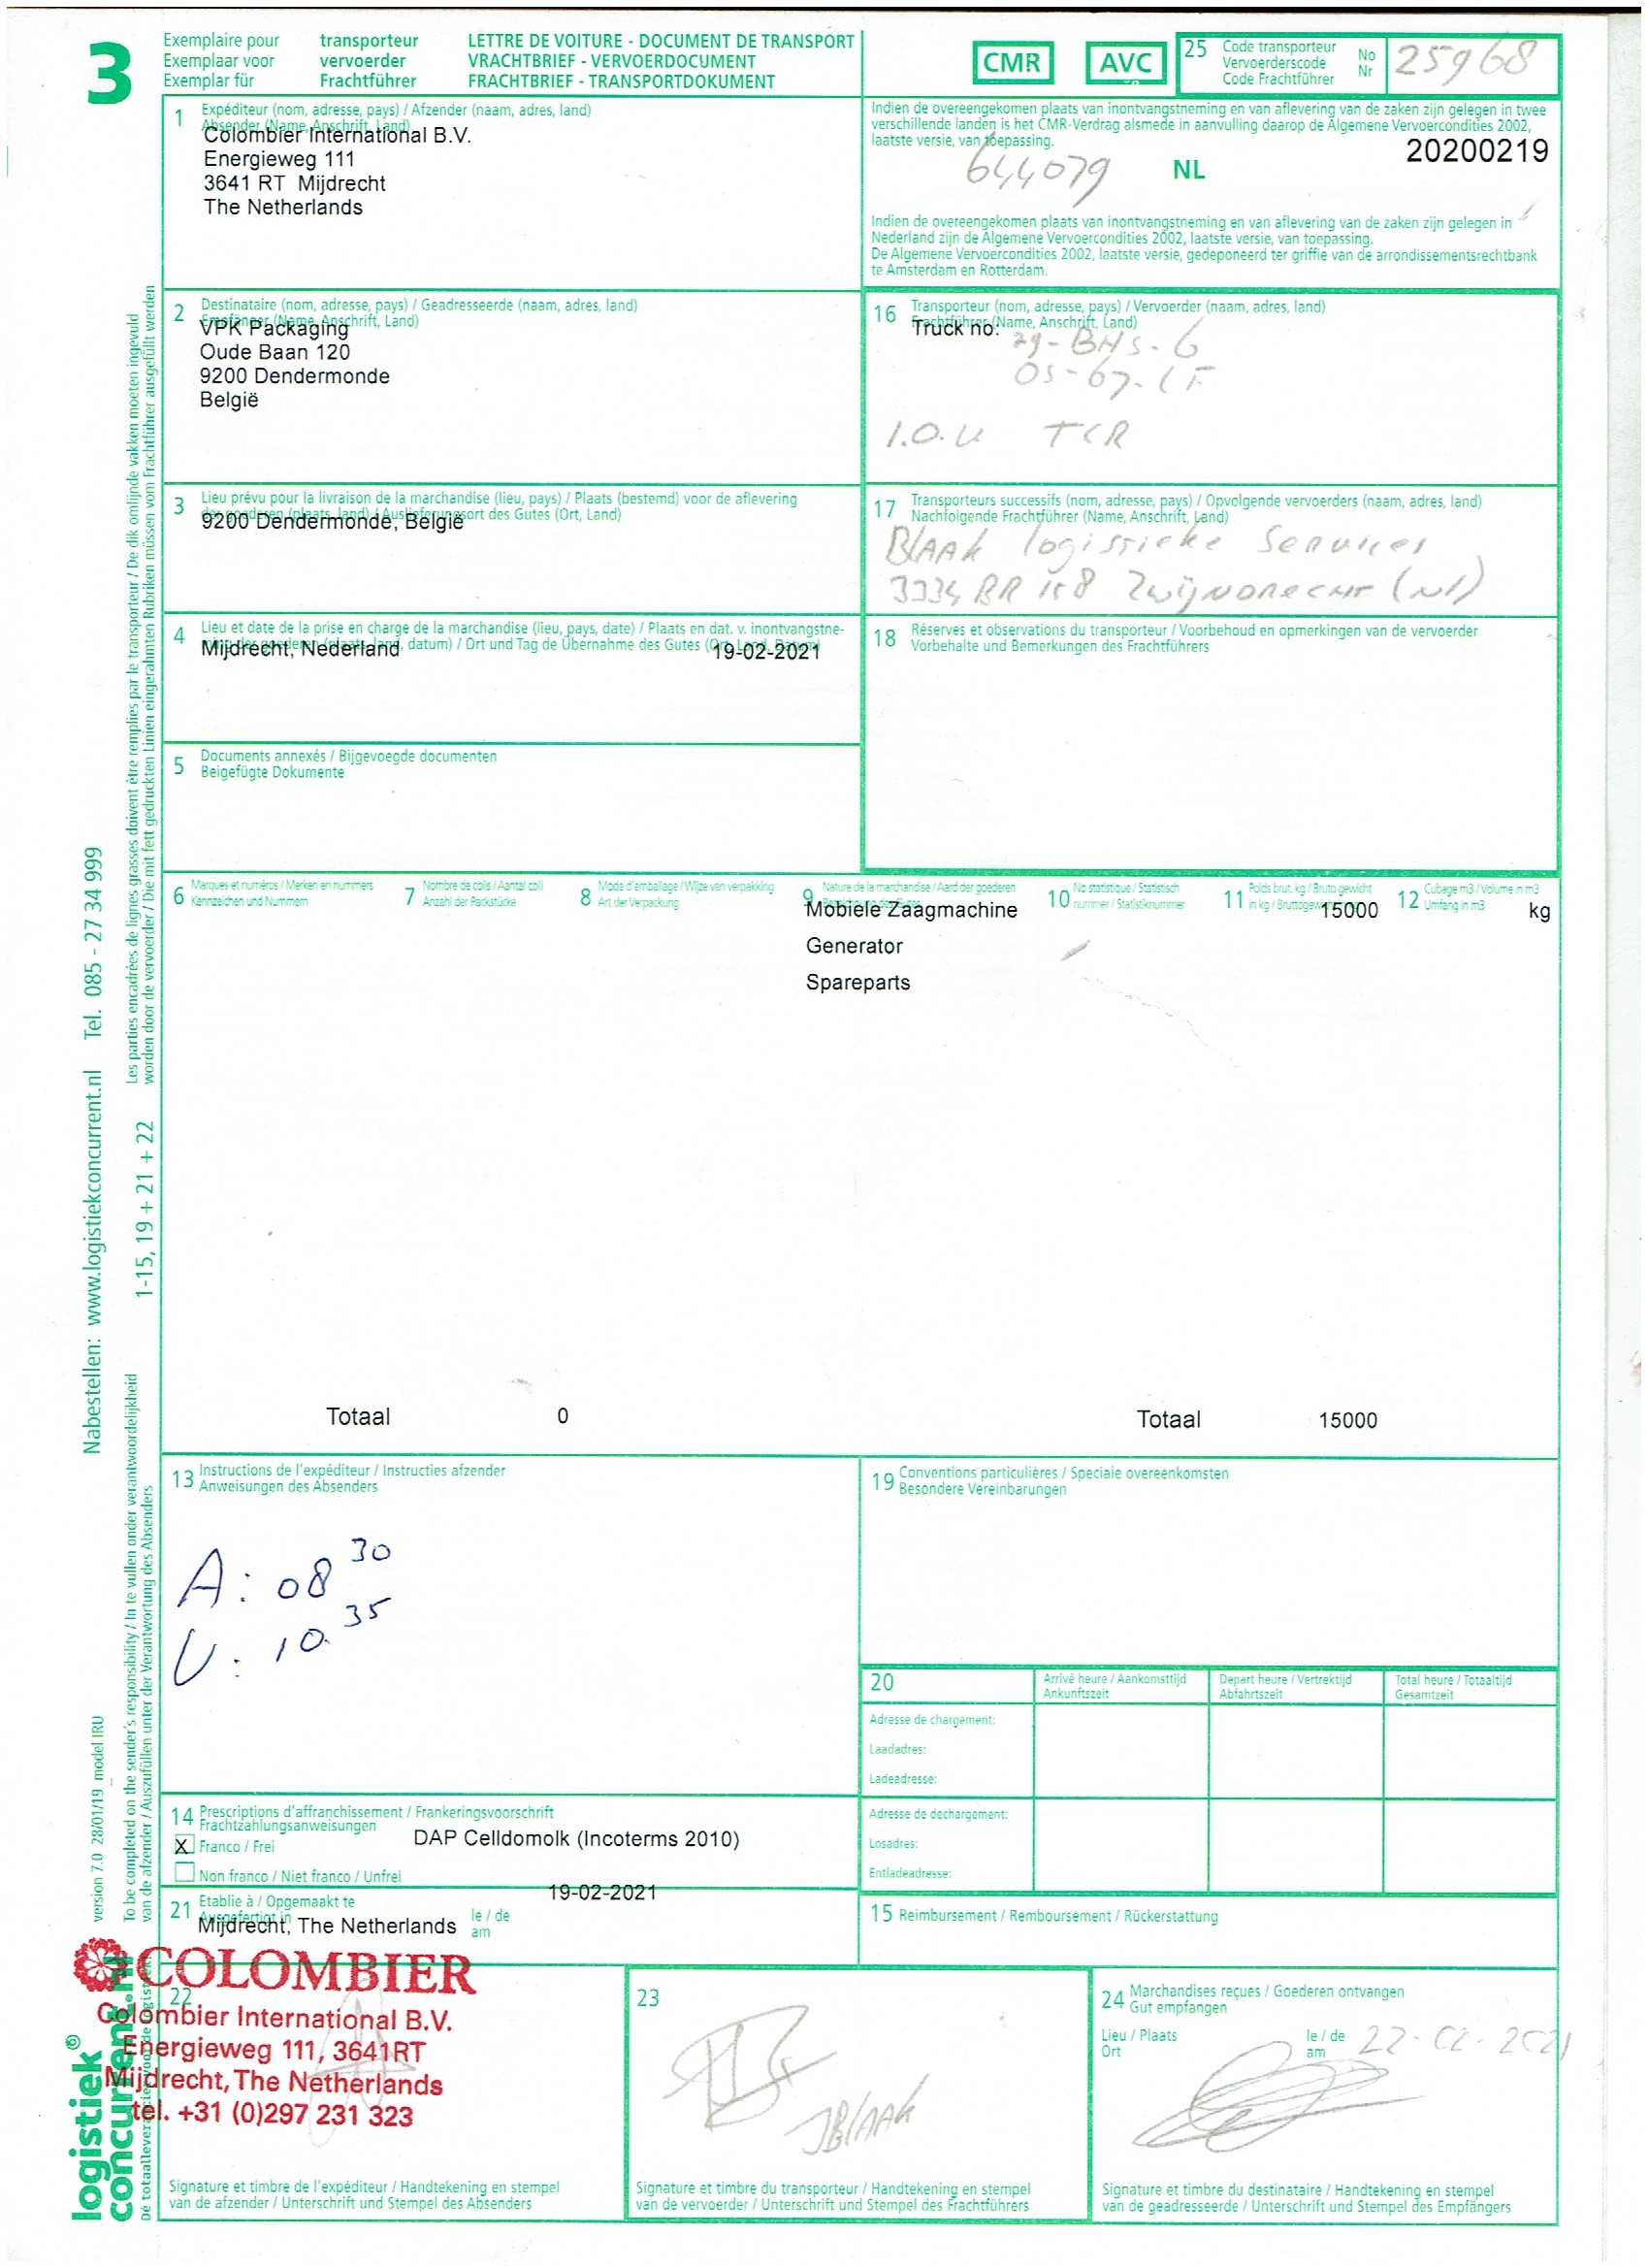 3
Exemplaire pour transporteur
Exemplaar voor vervoerder
Exemplar für Frachtführer
LETTRE DE VOITURE - DOCUMENT DE TRANSPORT
VRACHTBRIEF - VERVOERDOCUMENT
FRACHTBRIEF - TRANSPORTDOKUMENT
CMR
AVC
25 Code transporteur
Vervoerderscode
Code Frachtführer
No
Nr
25968
1 Expéditeur (nom, adresse, pays) / Afzender (naam, adres, land)
Absender (Name, Anschrift, Land)
Colombier International B.V.
Energieweg 111
3641 RT Mijdrecht
The Netherlands
Indien de overeengekomen plaats van inontvangstneming en van aflevering van de zaken zijn gelegen in twee
verschillende landen is het CMR-Verdrag alsmede in aanvulling daarop de Algemene Vervoercondities 2002,
laatste versie, van toepassing.
20200219
644079
NL
Indien de overeengekomen plaats van inontvangstneming en van aflevering van de zaken zijn gelegen in
Nederland zijn de Algemene Vervoercondities 2002, laatste versie, van toepassing.
De Algemene Vervoercondities 2002, laatste versie, gedeponeerd ter griffie van de arrondissementsrechtbank
te Amsterdam en Rotterdam.
2 Destinataire (nom, adresse, pays) / Geadresseerde (naam, adres, land)
Empfänger (Name, Anschrift, Land)
VPK Packaging
Oude Baan 120
9200 Dendermonde
België
16 Transporteur (nom, adresse, pays) / Vervoerder (naam, adres, land)
Frachtführer (Name, Anschrift, Land)
Truck no:
29-BHS-6
OS-67-LF
I.O.U TCR
3 Lieu prévu pour la livraison de la marchandise (lieu, pays) / Plaats (bestemd) voor de aflevering
der goederen (plaats, land) / Auslieferungsort des Gutes (Ort, Land)
9200 Dendermonde, België
17 Transporteurs successifs (nom, adresse, pays) / Opvolgende vervoerders (naam, adres, land)
Nachfolgende Frachtführer (Name, Anschrift, Land)
BLAAK logistieke Services
3334 BR 158 Zwijndrecht (nl)
4 Lieu et date de la prise en charge de la marchandise (lieu, pays, date) / Plaats en dat. v. inontvangstne-
ming der goederen (plaats, land, datum) / Ort und Tag de Übernahme des Gutes (Ort, Land, Datum)
Mijdrecht, Nederland 19-02-2021
18 Réserves et observations du transporteur / Voorbehoud en opmerkingen van de vervoerder
Vorbehalte und Bemerkungen des Frachtführers
5 Documents annexés / Bijgevoegde documenten
Beigefügte Dokumente
6 Marques et numéros / Merken en nummers
Kennzeichen und Nummern
7 Nombre de colis / Aantal colli
Anzahl der Packstücke
8 Mode d'emballage / Wijze van verpakking
Art der Verpackung
9 Nature de la marchandise / Aard der goederen
10 No statistique / Statistisch
nummer / Statistiknummer
11 Poids brut. kg / Bruto gewicht
in kg / Bruttogewicht
12 Cubage m3 / Volume in m3
Umfang in m3
Mobiele Zaagmachine 15000 kg
Generator
Spareparts
Totaal 0 Totaal 15000
13 Instructions de l'expéditeur / Instructies afzender
Anweisungen des Absenders
A: 08 30
U: 10. 35
19 Conventions particulières / Speciale overeenkomsten
Besondere Vereinbarungen
20
Arrivé heure / Aankomsttijd
Ankunftszeit
Depart heure / Vertrektijd
Abfahrtszeit
Total heure / Totaaltijd
Gesamtzeit
Adresse de chargement:
Laadadres:
Ladeadresse:
Adresse de dechargement:
Losadres:
Entladeadresse:
14 Prescriptions d'affranchissement / Frankeringsvoorschrift
Frachtzahlungsanweisungen
X Franco / Frei
DAP Celldomolk (Incoterms 2010)
Non franco / Niet franco / Unfrei
19-02-2021
21 Etablie à / Opgemaakt te
Ausgefertigt in
Mijdrecht, The Netherlands
le / de
am
15 Reimbursement / Remboursement / Rückerstattung
COLOMBIER
22
Colombier International B.V.
Energieweg 111, 3641RT
Mijdrecht, The Netherlands
tel. +31 (0)297 231 323
Signature et timbre de l'expéditeur / Handtekening en stempel
van de afzender / Unterschrift und Stempel des Absenders
23
JBLAAK
Signature et timbre du transporteur / Handtekening en stempel
van de vervoerder / Unterschrift und Stempel des Frachtführers
24 Marchandises reçues / Goederen ontvangen
Gut empfangen
Lieu / Plaats
Ort
le / de
am
22-02-2021
Signature et timbre du destinataire / Handtekening en stempel
van de geadresseerde / Unterschrift und Stempel des Empfängers
Les parties encadrées de lignes grasses doivent être remplies par le transporteur / De dik omlijnde vakken moeten ingevuld
worden door de vervoerder / Die mit fett gedruckten Linien eingerahmten Rubriken müssen vom Frachtführer ausgefüllt werden
Nabestellen: www.logistiekconcurrent.nl Tel. 085 - 27 34 999
1-15, 19 + 21 + 22
To be completed on the sender's responsibility / In te vullen onder verantwoordelijkheid
van de afzender / Auszufüllen unter der Verantwortung des Absenders
version 7.0 28/01/19 model IRU
logistiek
concurrent.nl
Dé totaalleverancier voor de logistiek